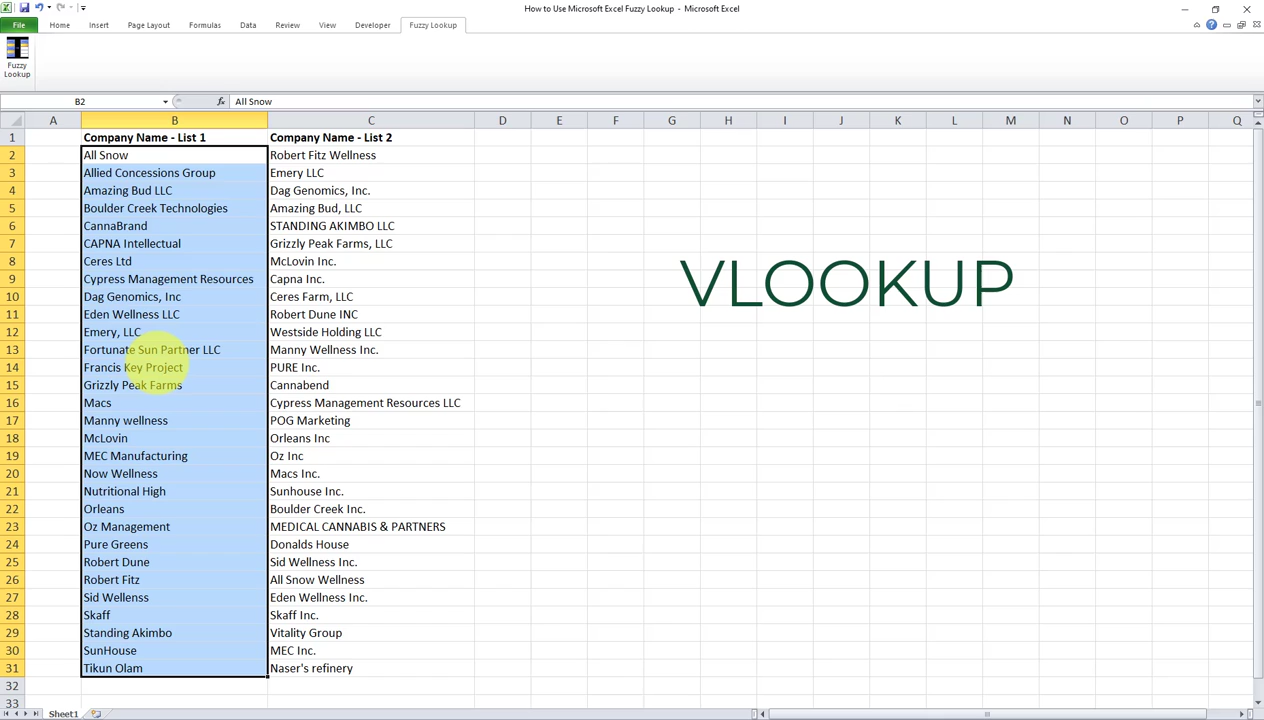 How to Use Microsoft Excel Fuzzy Lookup - Microsoft Excel
File Home Insert Page Layout Formulas Data Review View Developer Fuzzy Lookup
Fuzzy
Lookup
B2 fx All Snow
A B C D E F G H I J K L M N O P Q
1 Company Name - List 1 Company Name - List 2
2 All Snow Robert Fitz Wellness
3 Allied Concessions Group Emery LLC
4 Amazing Bud LLC Dag Genomics, Inc.
5 Boulder Creek Technologies Amazing Bud, LLC
6 CannaBrand STANDING AKIMBO LLC
7 CAPNA Intellectual Grizzly Peak Farms, LLC
8 Ceres Ltd McLovin Inc.
9 Cypress Management Resources Capna Inc.
VLOOKUP
10 Dag Genomics, Inc Ceres Farm, LLC
11 Eden Wellness LLC Robert Dune INC
12 Emery, LLC Westside Holding LLC
13 Fortunate Sun Partner LLC Manny Wellness Inc.
14 Francis Key Project PURE Inc.
15 Grizzly Peak Farms Cannabend
16 Macs Cypress Management Resources LLC
17 Manny wellness POG Marketing
18 McLovin Orleans Inc
19 MEC Manufacturing Oz Inc
20 Now Wellness Macs Inc.
21 Nutritional High Sunhouse Inc.
22 Orleans Boulder Creek Inc.
23 Oz Management MEDICAL CANNABIS & PARTNERS
24 Pure Greens Donalds House
25 Robert Dune Sid Wellness Inc.
26 Robert Fitz All Snow Wellness
27 Sid Wellenss Eden Wellness Inc.
28 Skaff Skaff Inc.
29 Standing Akimbo Vitality Group
30 SunHouse MEC Inc.
31 Tikun Olam Naser's refinery
32
33
Sheet1